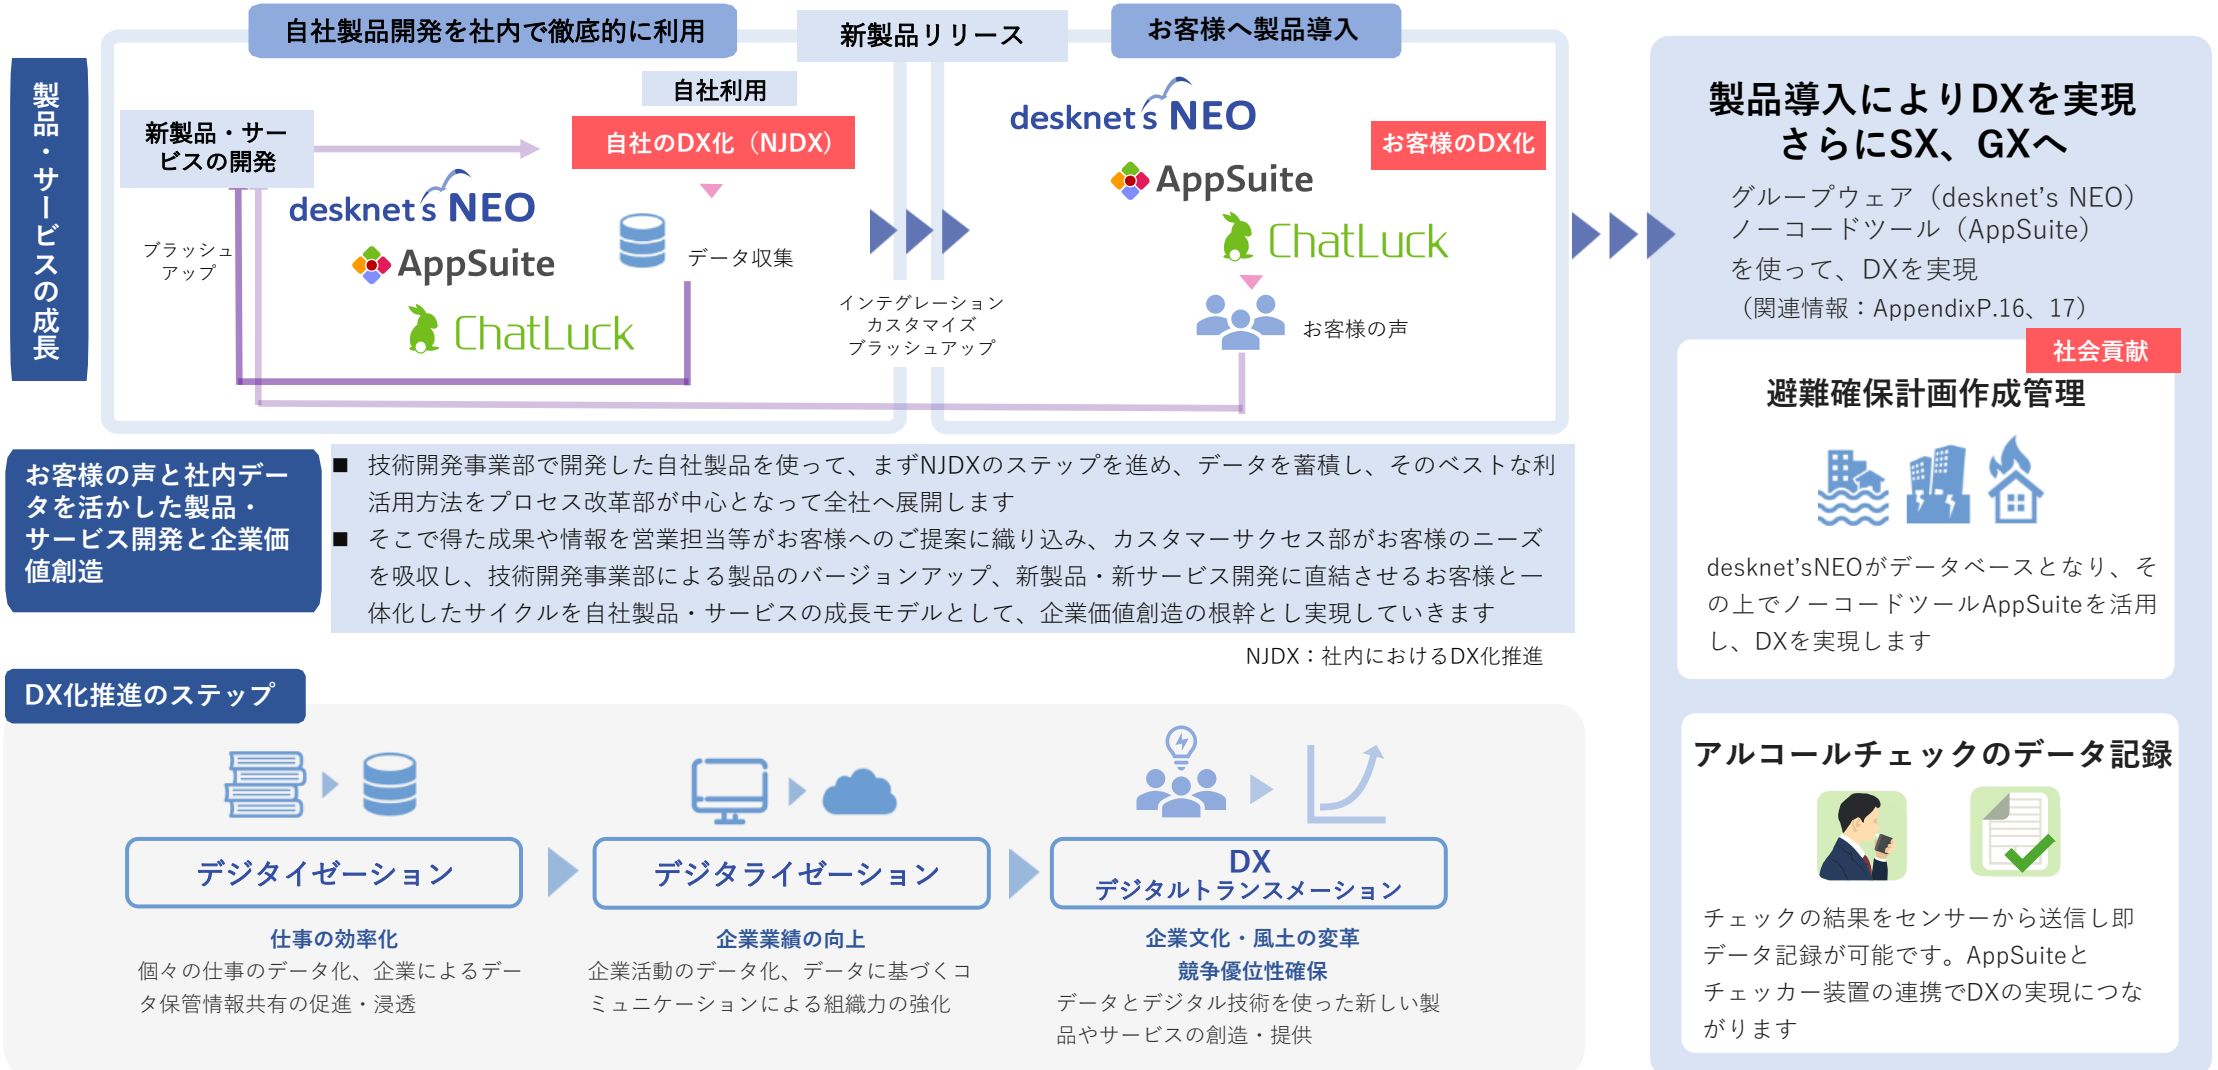 製品・サービスの成長
自社製品開発を社内で徹底的に利用
新製品リリース
お客様へ製品導入
自社利用
新製品・サー
ビスの開発
自社のDX化（NJDX）
desknet's NEO
AppSuite
ChatLuck
データ収集
ブラッシュ
アップ
インテグレーション
カスタマイズ
ブラッシュアップ
desknet's NEO
お客様のDX化
AppSuite
ChatLuck
お客様の声
お客様の声と社内デー
タを活かした製品・
サービス開発と企業価
値創造
■ 技術開発事業部で開発した自社製品を使って、まずNJDXのステップを進め、データを蓄積し、そのベストな利
活用方法をプロセス改革部が中心となって全社へ展開します
■ そこで得た成果や情報を営業担当等がお客様へのご提案に織り込み、カスタマーサクセス部がお客様のニーズ
を吸収し、技術開発事業部による製品のバージョンアップ、新製品・新サービス開発に直結させるお客様と一
体化したサイクルを自社製品・サービスの成長モデルとして、企業価値創造の根幹とし実現していきます
NJDX：社内におけるDX化推進
DX化推進のステップ
デジタイゼーション
仕事の効率化
個々の仕事のデータ化、企業によるデー
タ保管情報共有の促進・浸透
デジタライゼーション
企業業績の向上
企業活動のデータ化、データに基づくコ
ミュニケーションによる組織力の強化
DX
デジタルトランスメーション
企業文化・風土の変革
競争優位性確保
データとデジタル技術を使った新しい製
品やサービスの創造・提供
製品導入によりDXを実現
さらにSX、GXへ
グループウェア（desknet’s NEO）
ノーコードツール（AppSuite）
を使って、DXを実現
（関連情報：AppendixP.16、17）
社会貢献
避難確保計画作成管理
desknet’sNEOがデータベースとなり、そ
の上でノーコードツールAppSuiteを活用
し、DXを実現します
アルコールチェックのデータ記録
チェックの結果をセンサーから送信し即
データ記録が可能です。AppSuiteと
チェッカー装置の連携でDXの実現につな
がります